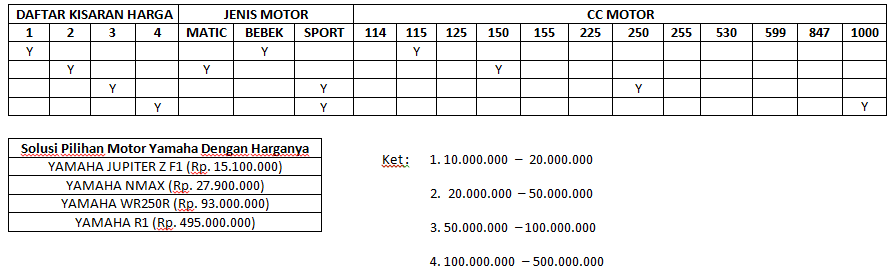 DAFTAR KISARAN HARGA JENIS MOTOR CC MOTOR
1 2 3 4 MATIC BEBEK SPORT 114 115 125 150 155 225 250 255 530 599 847 1000
Y Y Y
Y Y Y
Y Y Y
Y Y Y
Solusi Pilihan Motor Yamaha Dengan Harganya
YAMAHA JUPITER Z F1 (Rp. 15.100.000)
YAMAHA NMAX (Rp. 27.900.000)
YAMAHA WR250R (Rp. 93.000.000)
YAMAHA R1 (Rp. 495.000.000)
Ket: 1. 10.000.000 – 20.000.000
2. 20.000.000 – 50.000.000
3. 50.000.000 – 100.000.000
4. 100.000.000 – 500.000.000